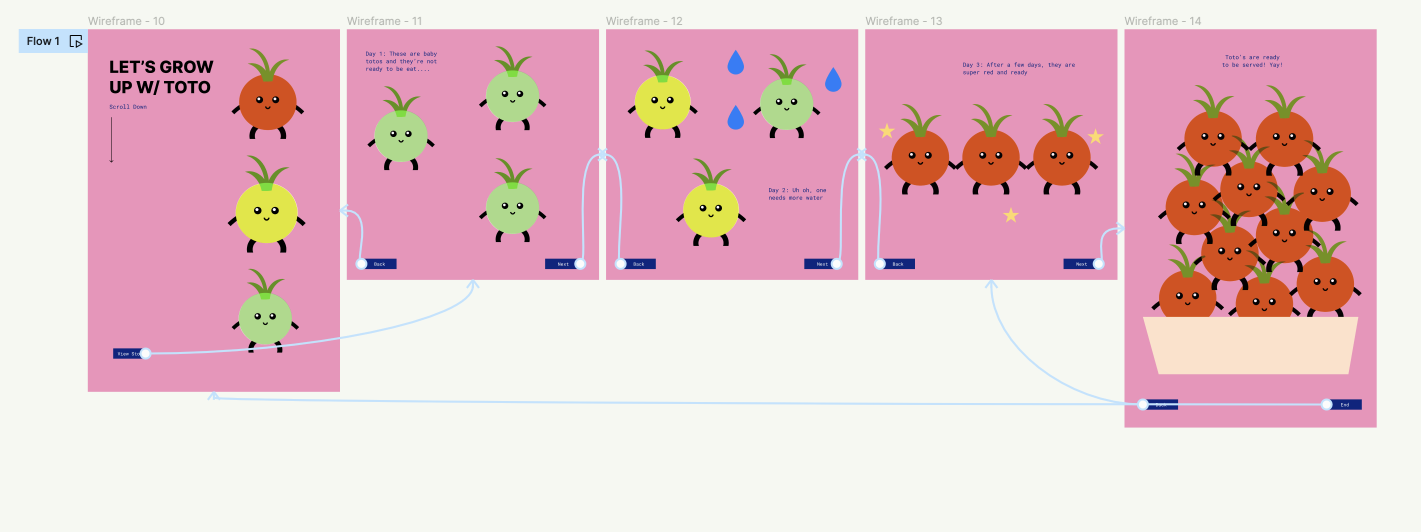 Wireframe - 10
Wireframe - 11
Wireframe - 12
Wireframe - 13
Wireframe - 14
Flow 1
LET'S GROW
UP W/ TOTO
Scroll Down
View
Day 1: These are baby
totos and they're not
ready to be eat....
Back
Next
Day 2: Uh oh, one
needs more water
Back
Next
Day 3: After a few days, they are
super red and ready
Back
Next
Toto's are ready
to be served! Yay!
End